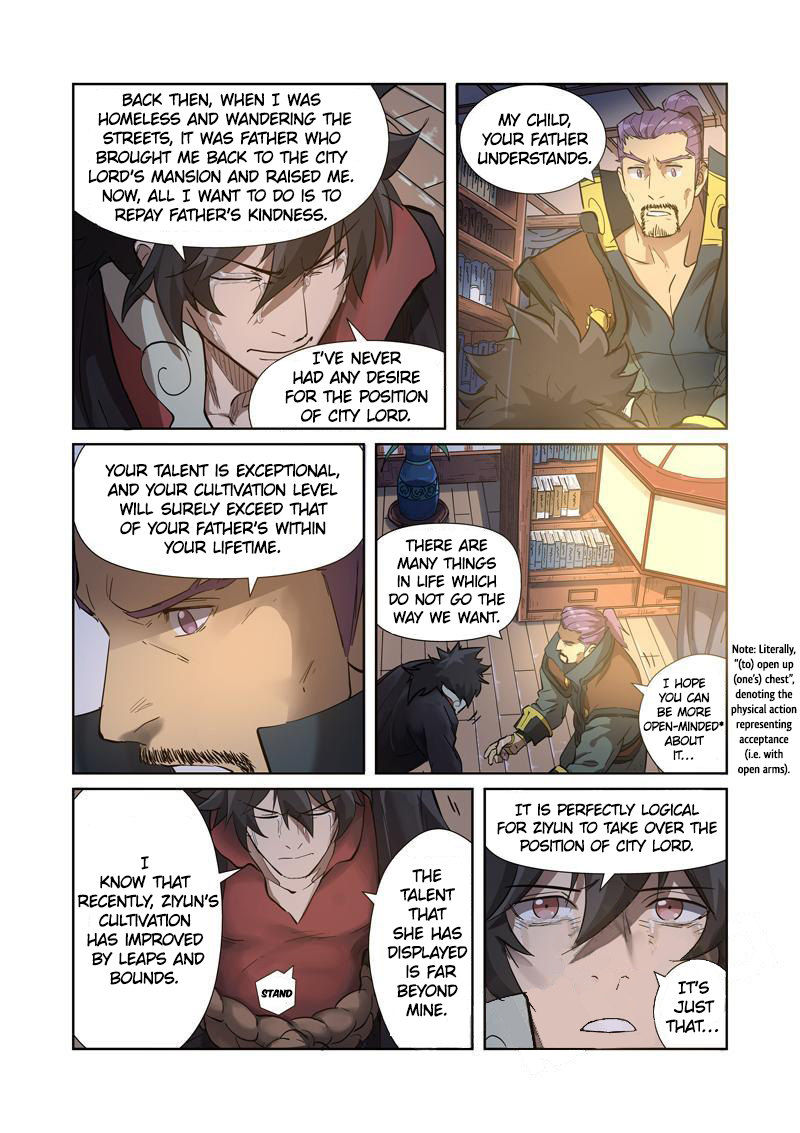 BACK THEN, WHEN I WAS
HOMELESS AND WANDERING THE
STREETS, IT WAS FATHER WHO
BROUGHT ME BACK TO THE CITY
LORD'S MANSION AND RAISED ME.
NOW, ALL I WANT TO DO IS TO
REPAY FATHER'S KINDNESS.
I'VE NEVER
HAD ANY DESIRE
FOR THE POSITION
OF CITY LORD.
MY CHILD,
YOUR FATHER
UNDERSTANDS.
YOUR TALENT IS EXCEPTIONAL,
AND YOUR CULTIVATION LEVEL
WILL SURELY EXCEED THAT
OF YOUR FATHER'S WITHIN
YOUR LIFETIME.
THERE ARE
MANY THINGS
IN LIFE WHICH
DO NOT GO THE
WAY WE WANT.
I HOPE
YOU CAN
BE MORE
OPEN-MINDED*
ABOUT
IT...
Note: Literally,
"(to) open up
(one's) chest",
denoting the
physical action
representing
acceptance
(i.e. with
open arms).
I
KNOW THAT
RECENTLY, ZIYUN'S
CULTIVATION
HAS IMPROVED
BY LEAPS AND
BOUNDS.
STAND
THE
TALENT
THAT
SHE HAS
DISPLAYED
IS FAR
BEYOND
MINE.
IT IS PERFECTLY LOGICAL
FOR ZIYUN TO TAKE OVER THE
POSITION OF CITY LORD.
IT'S
JUST
THAT...